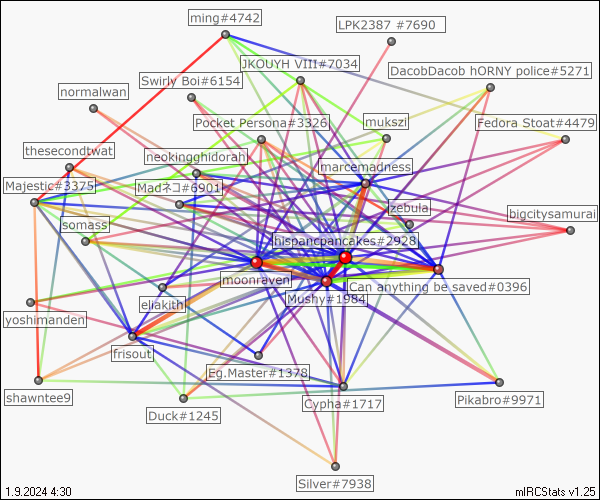 ming#4742
LPK2387 #7690
JKOUYH VIII#7034
DacobDacob hORNY police#5271
Swirly Boi#6154
normalwan
Pocket Persona#3326
mukszi
Fedora Stoat#4479
thesecondtwat
neokingghidorah
marcemadness
Majestic#3375
Madネコ#6901
zebula
bigcitysamurai
somass
hispancpancakes#2928
moonraven
Can anything be saved#0396
eliakith
Mushy#1984
yoshimanden
frisout
Eg.Master#1378
shawntee9
Cypha#1717
Pikabro#9971
Duck#1245
Silver#7938
1.9.2024 4:30
mIRCStats v1.25